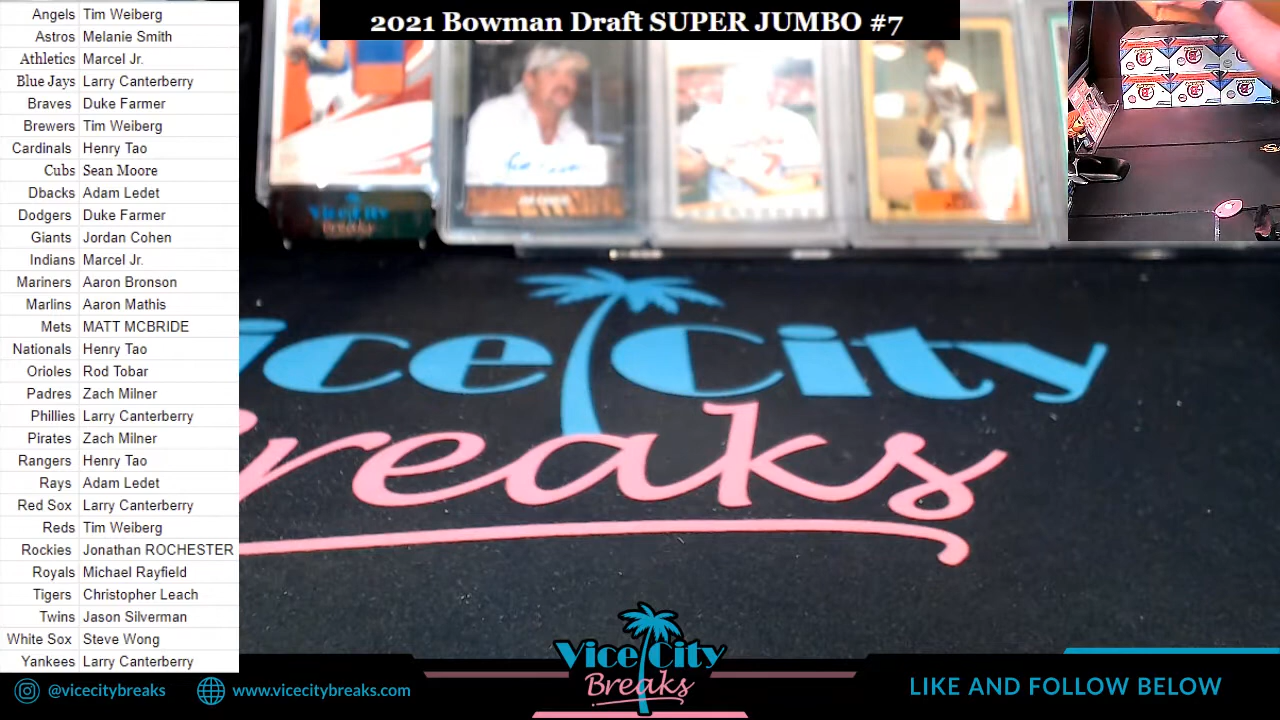 2021 Bowman Draft SUPER JUMBO #7
Angels Tim Weiberg
Astros Melanie Smith
Athletics Marcel Jr.
Blue Jays Larry Canterberry
Braves Duke Farmer
Brewers Tim Weiberg
Cardinals Henry Tao
Cubs Sean Moore
Dbacks Adam Ledet
Dodgers Duke Farmer
Giants Jordan Cohen
Indians Marcel Jr.
Mariners Aaron Bronson
Marlins Aaron Mathis
Mets MATT MCBRIDE
Nationals Henry Tao
Orioles Rod Tobar
Padres Zach Milner
Phillies Larry Canterberry
Pirates Zach Milner
Rangers Henry Tao
Rays Adam Ledet
Red Sox Larry Canterberry
Reds Tim Weiberg
Rockies Jonathan ROCHESTER
Royals Michael Rayfield
Tigers Christopher Leach
Twins Jason Silverman
White Sox Steve Wong
Yankees Larry Canterberry
Vice City
Breaks
ice City
reaks
Vice City
Breaks
@vicecitybreaks
www.vicecitybreaks.com
LIKE AND FOLLOW BELOW